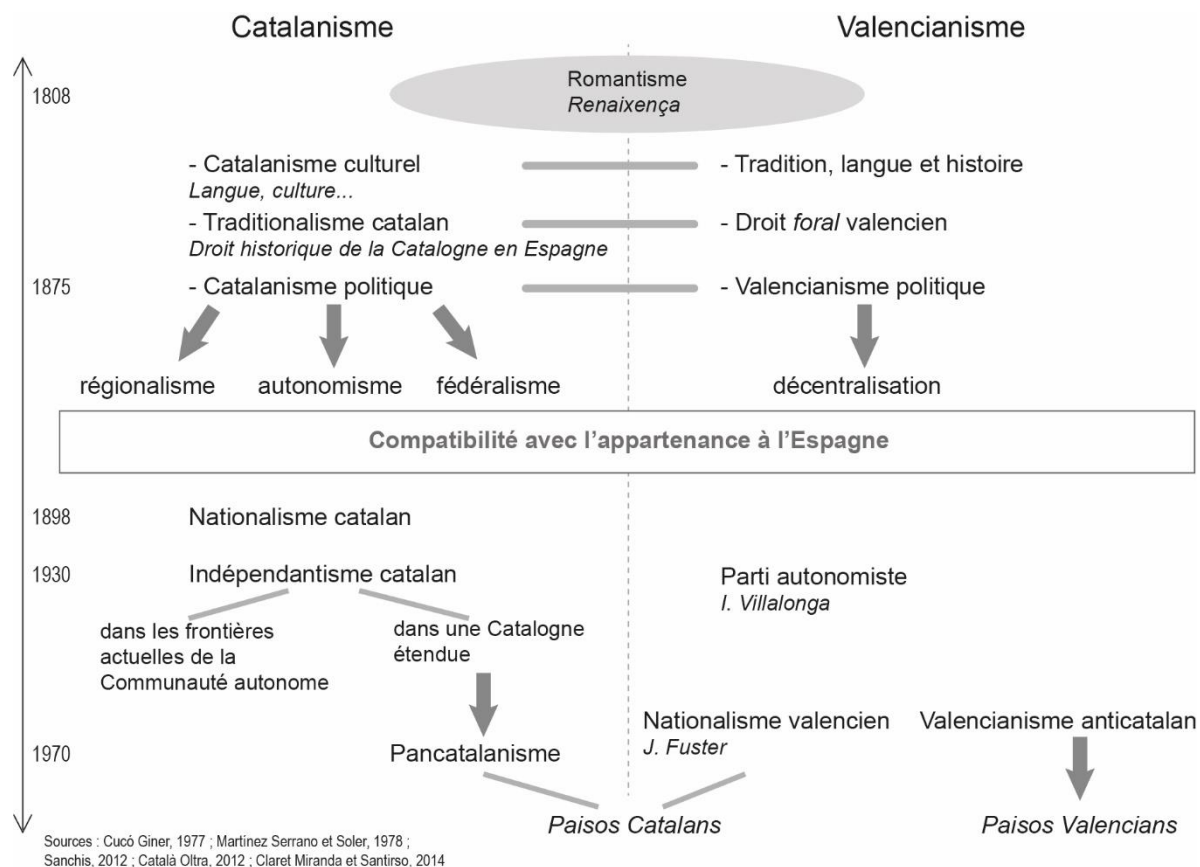 Catalanisme
Valencianisme
1808
Romantisme
Renaixença
- Catalanisme culturel
Langue, culture...
- Tradition, langue et histoire
- Traditionalisme catalan
Droit historique de la Catalogne en Espagne
- Droit foral valencien
1875
- Catalanisme politique
- Valencianisme politique
régionalisme
autonomisme
fédéralisme
décentralisation
Compatibilité avec l'appartenance à l'Espagne
1898
Nationalisme catalan
1930
Indépendantisme catalan
Parti autonomiste
I. Villalonga
dans les frontières
actuelles de la
Communauté autonome
dans une Catalogne
étendue
1970
Pancatalanisme
Nationalisme valencien
J. Fuster
Valencianisme anticatalan
Paisos Catalans
Paisos Valencians
Sources : Cucó Giner, 1977 ; Martínez Serrano et Soler, 1978 ;
Sanchis, 2012 ; Català Oltra, 2012 ; Claret Miranda et Santirso, 2014